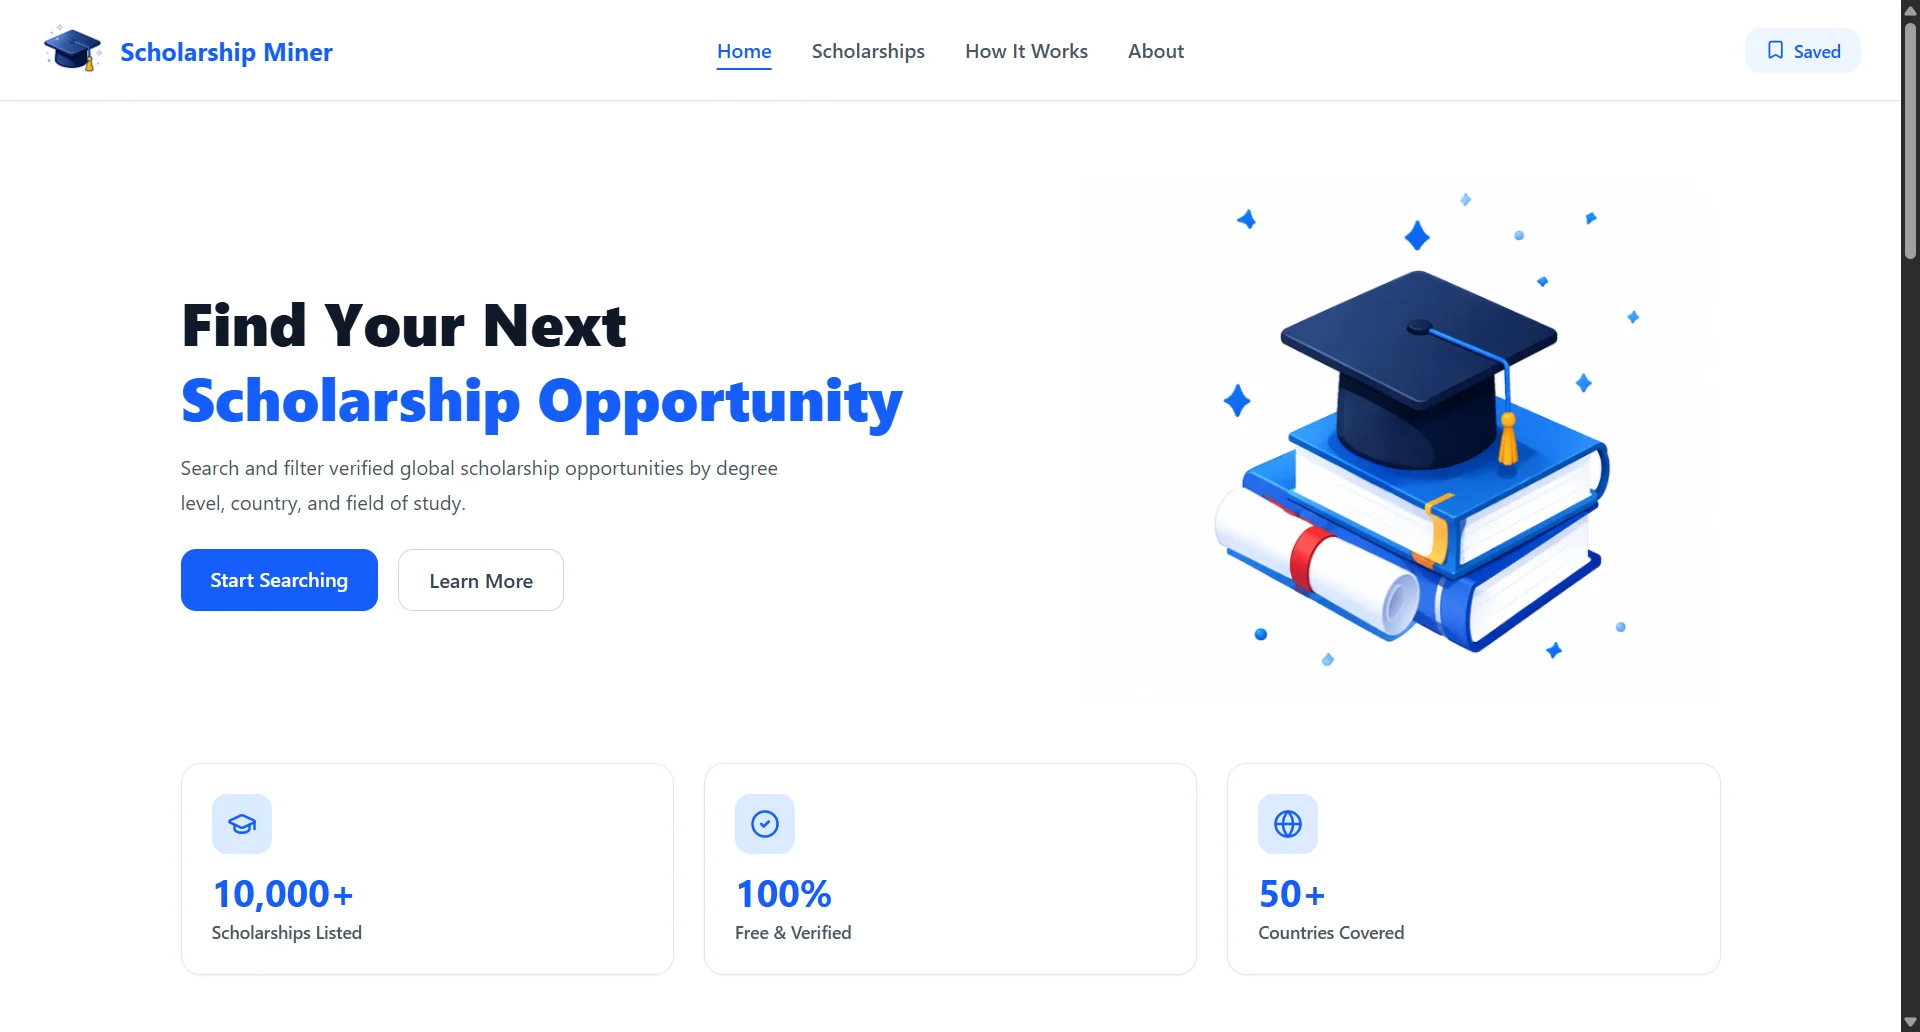 Scholarship Miner
Home
Scholarships
How It Works
About
Saved
Find Your Next
Scholarship Opportunity
Search and filter verified global scholarship opportunities by degree
level, country, and field of study.
Start Searching
Learn More
10,000+
Scholarships Listed
100%
Free & Verified
50+
Countries Covered